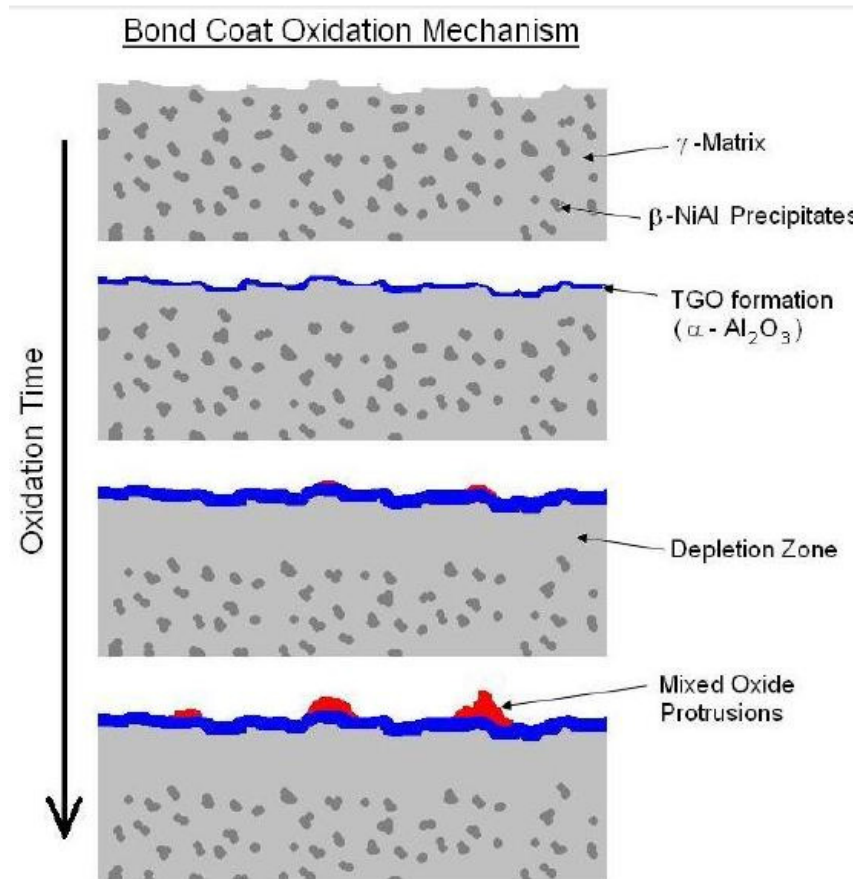 Bond Coat Oxidation Mechanism
γ-Matrix
β-NiAl Precipitates
TGO formation
(α- Al₂O₃)
Oxidation Time
Depletion Zone
Mixed Oxide
Protrusions